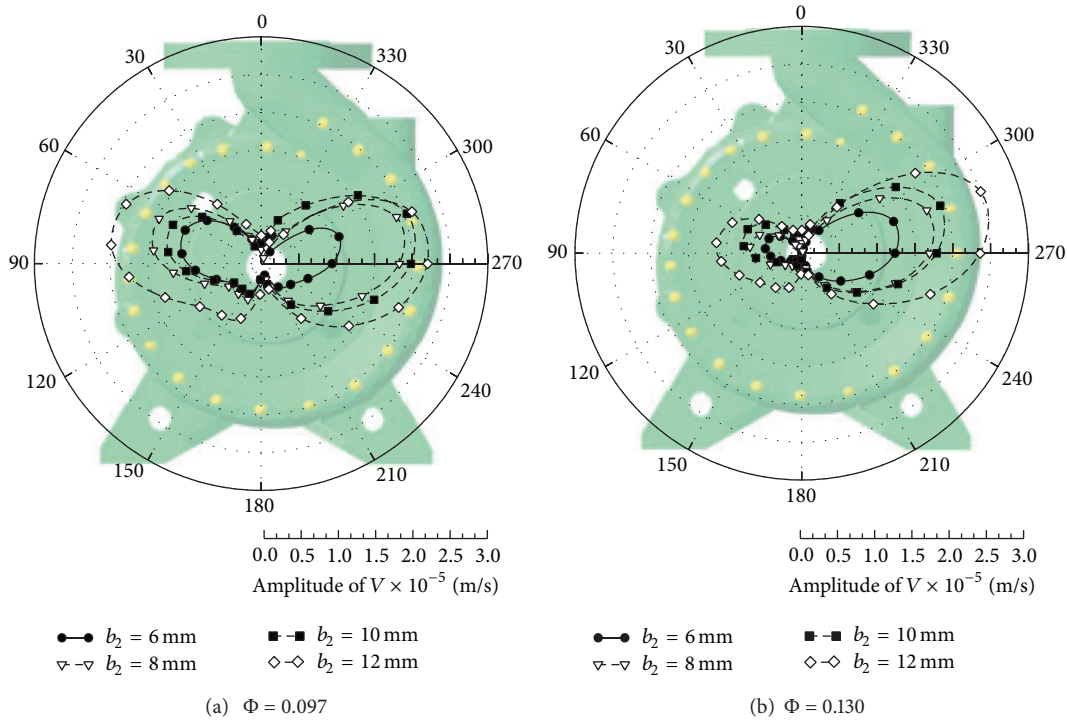 0
30
330
60
300
90
270
120
240
150
210
180
0.0 0.5 1.0 1.5 2.0 2.5 3.0
Amplitude of V × 10⁻⁵ (m/s)
b₂ = 6 mm
b₂ = 10 mm
b₂ = 8 mm
b₂ = 12 mm
(a) Φ = 0.097
0
30
330
60
300
90
270
120
240
150
210
180
0.0 0.5 1.0 1.5 2.0 2.5 3.0
Amplitude of V × 10⁻⁵ (m/s)
b₂ = 6 mm
b₂ = 10 mm
b₂ = 8 mm
b₂ = 12 mm
(b) Φ = 0.130